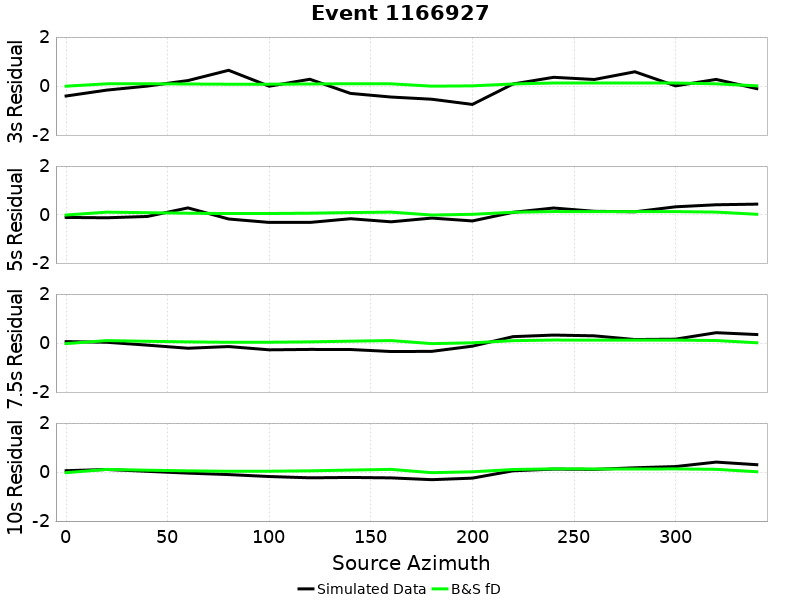 Event 1166927
3s Residual
2
0
-2
5s Residual
2
0
-2
7.5s Residual
2
0
-2
10s Residual
2
0
-2
0 50 100 150 200 250 300
Source Azimuth
Simulated Data B&S fD